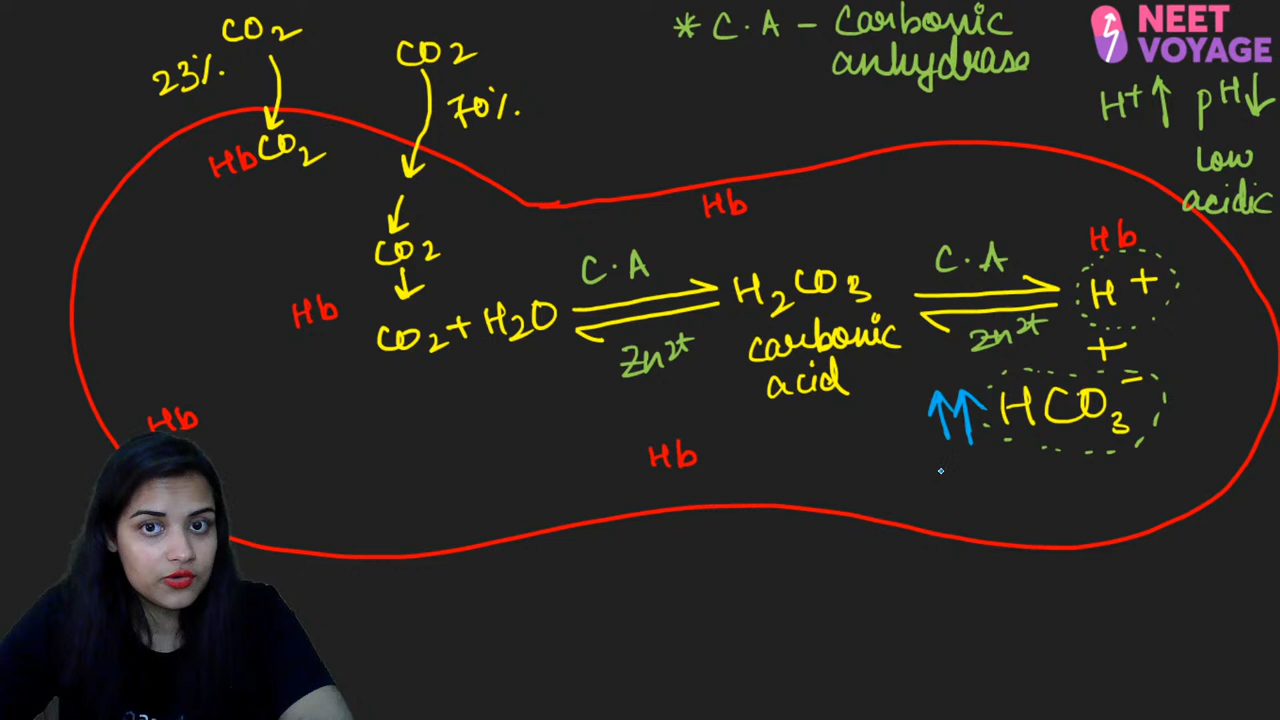 CO2
23%.
HbCO2
CO2
70%.
CO2
CO2 + H2O
C.A
Zn2+
H2CO3
carbonic
acid
C.A
Zn2+
Hb
H+
+
HCO3-
Hb
Hb
Hb
Hb
* C.A - Carbonic
anhydrase
NEET
VOYAGE
H+↑ pH↓
low
acidic